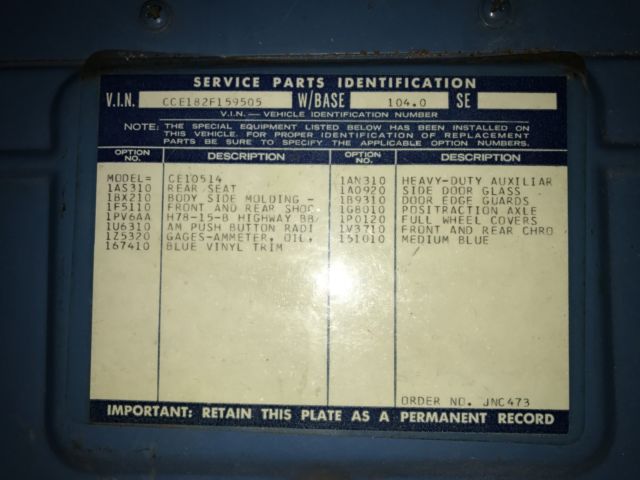 SERVICE PARTS IDENTIFICATION
V.I.N. CCE182F159505 W/BASE 104.0 SE
V.I.N. — VEHICLE IDENTIFICATION NUMBER
NOTE: THE SPECIAL EQUIPMENT LISTED BELOW HAS BEEN INSTALLED ON
THIS VEHICLE. FOR PROPER IDENTIFICATION OF REPLACEMENT
PARTS BE SURE TO SPECIFY THE APPLICABLE OPTION NUMBERS.
OPTION NO. DESCRIPTION OPTION NO. DESCRIPTION
MODEL= CE10514
1AS310 REAR SEAT
1BX210 BODY SIDE MOLDING -
1F5110 FRONT AND REAR SHOC
1PV6AA H78-15-B HIGHWAY BB/
1U6310 AM PUSH BUTTON RADI
1Z5320 GAGES-AMMETER, OIL,
167410 BLUE VINYL TRIM
1AN310 HEAVY-DUTY AUXILIAR
1A0920 SIDE DOOR GLASS
1B9310 DOOR EDGE GUARDS
1G8010 POSITRACTION AXLE
1P0120 FULL WHEEL COVERS
1V3710 FRONT AND REAR CHRO
151010 MEDIUM BLUE
ORDER NO. JNC473
IMPORTANT: RETAIN THIS PLATE AS A PERMANENT RECORD